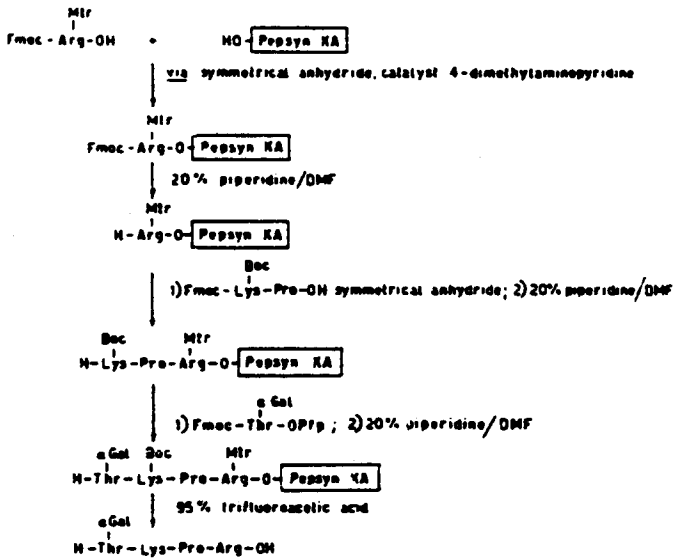 Mtr
Fmoc-Arg-OH + HO-Pepsyn KA
via symmetrical anhydride, catalyst 4-dimethylaminopyridine
Mtr
Fmoc-Arg-O-Pepsyn KA
20% piperidine/DMF
Mtr
H-Arg-O-Pepsyn KA
Boc
1) Fmoc-Lys-Pro-OH symmetrical anhydride; 2) 20% piperidine/DMF
Boc Mtr
H-Lys-Pro-Arg-O-Pepsyn KA
α Gal
1) Fmoc-Thr-OPfp; 2) 20% piperidine/DMF
α Gal Boc Mtr
H-Thr-Lys-Pro-Arg-O-Pepsyn KA
95% trifluoroacetic acid
α Gal
H-Thr-Lys-Pro-Arg-OH